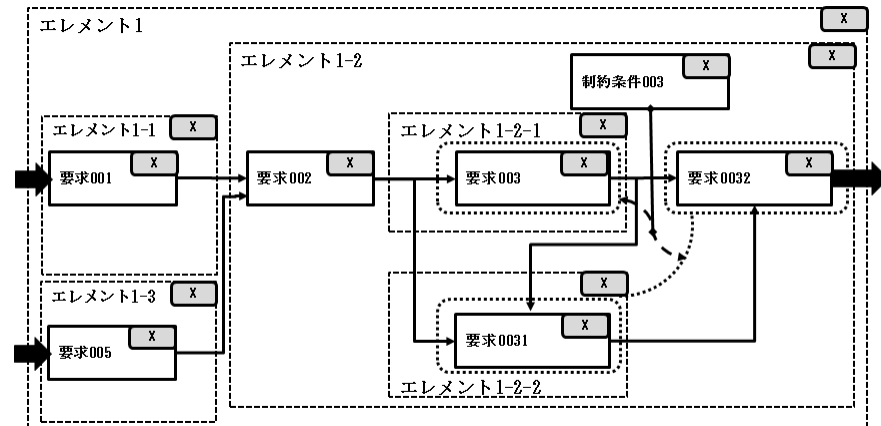 エレメント1
X
エレメント1-2
X
制約条件003
X
エレメント1-1
X
エレメント1-2-1
X
要求001
X
要求002
X
要求003
X
要求0032
X
エレメント1-3
X
X
要求005
X
要求0031
X
エレメント1-2-2